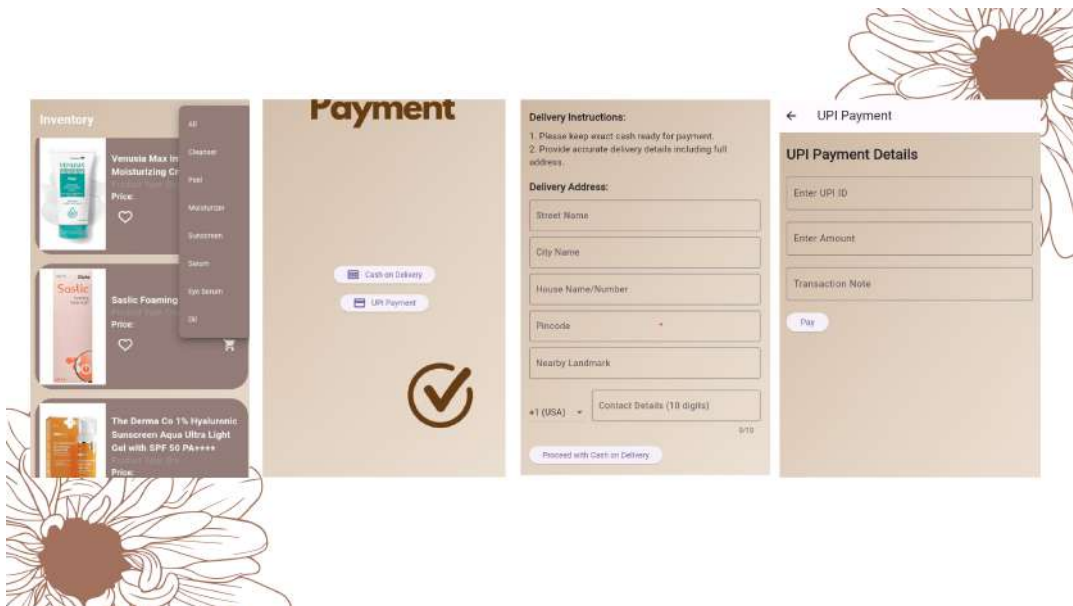 Inventory
All
Cleanser
Peel
Moisturizer
Sunscreen
Serum
Eye Serum
Oil
Venusia Max In
Moisturizing Cr
Price:
Saslic
Saslic Foaming
Price:
The Derma Co 1% Hyaluronic
Sunscreen Aqua Ultra Light
Gel with SPF 50 PA++++
Price:
Payment
Cash on Delivery
UPI Payment
Delivery Instructions:
1. Please keep exact cash ready for payment.
2. Provide accurate delivery details including full
address.
Delivery Address:
Street Name
City Name
House Name/Number
Pincode
Nearby Landmark
+1 (USA)
Contact Details (10 digits)
0/10
Proceed with Cash on Delivery
UPI Payment
UPI Payment Details
Enter UPI ID
Enter Amount
Transaction Note
Pay